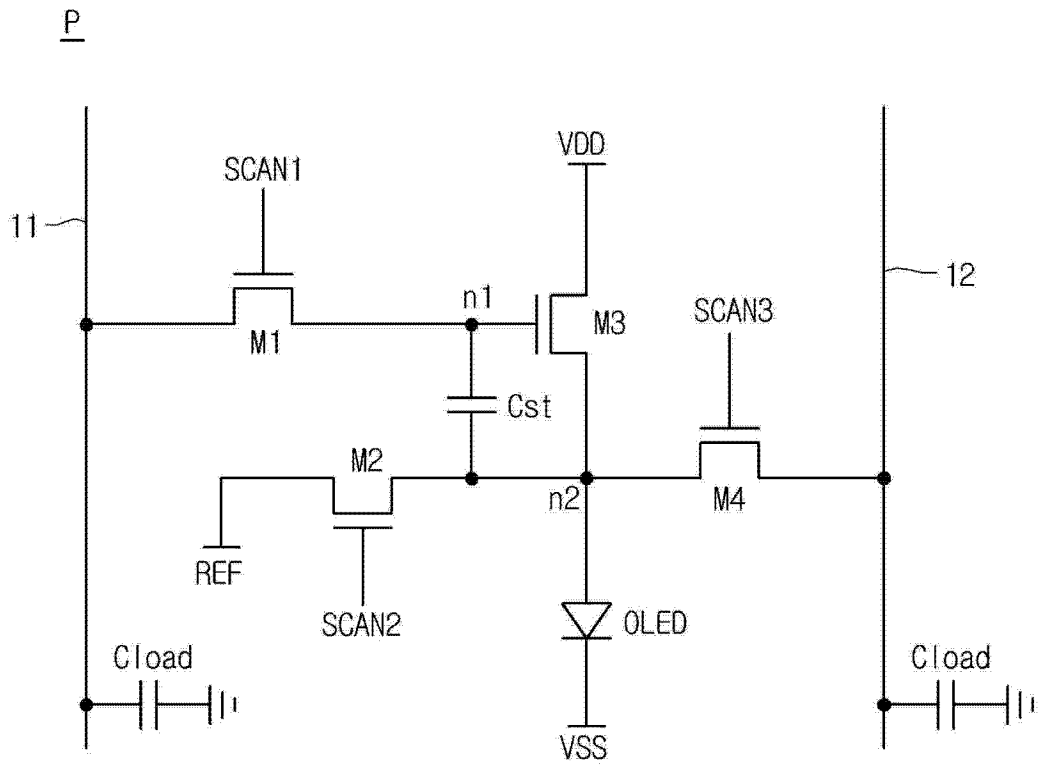 P
VDD
SCAN1
11
12
n1
M3
SCAN3
M1
Cst
M2
n2
M4
REF
SCAN2
OLED
Cload
Cload
VSS